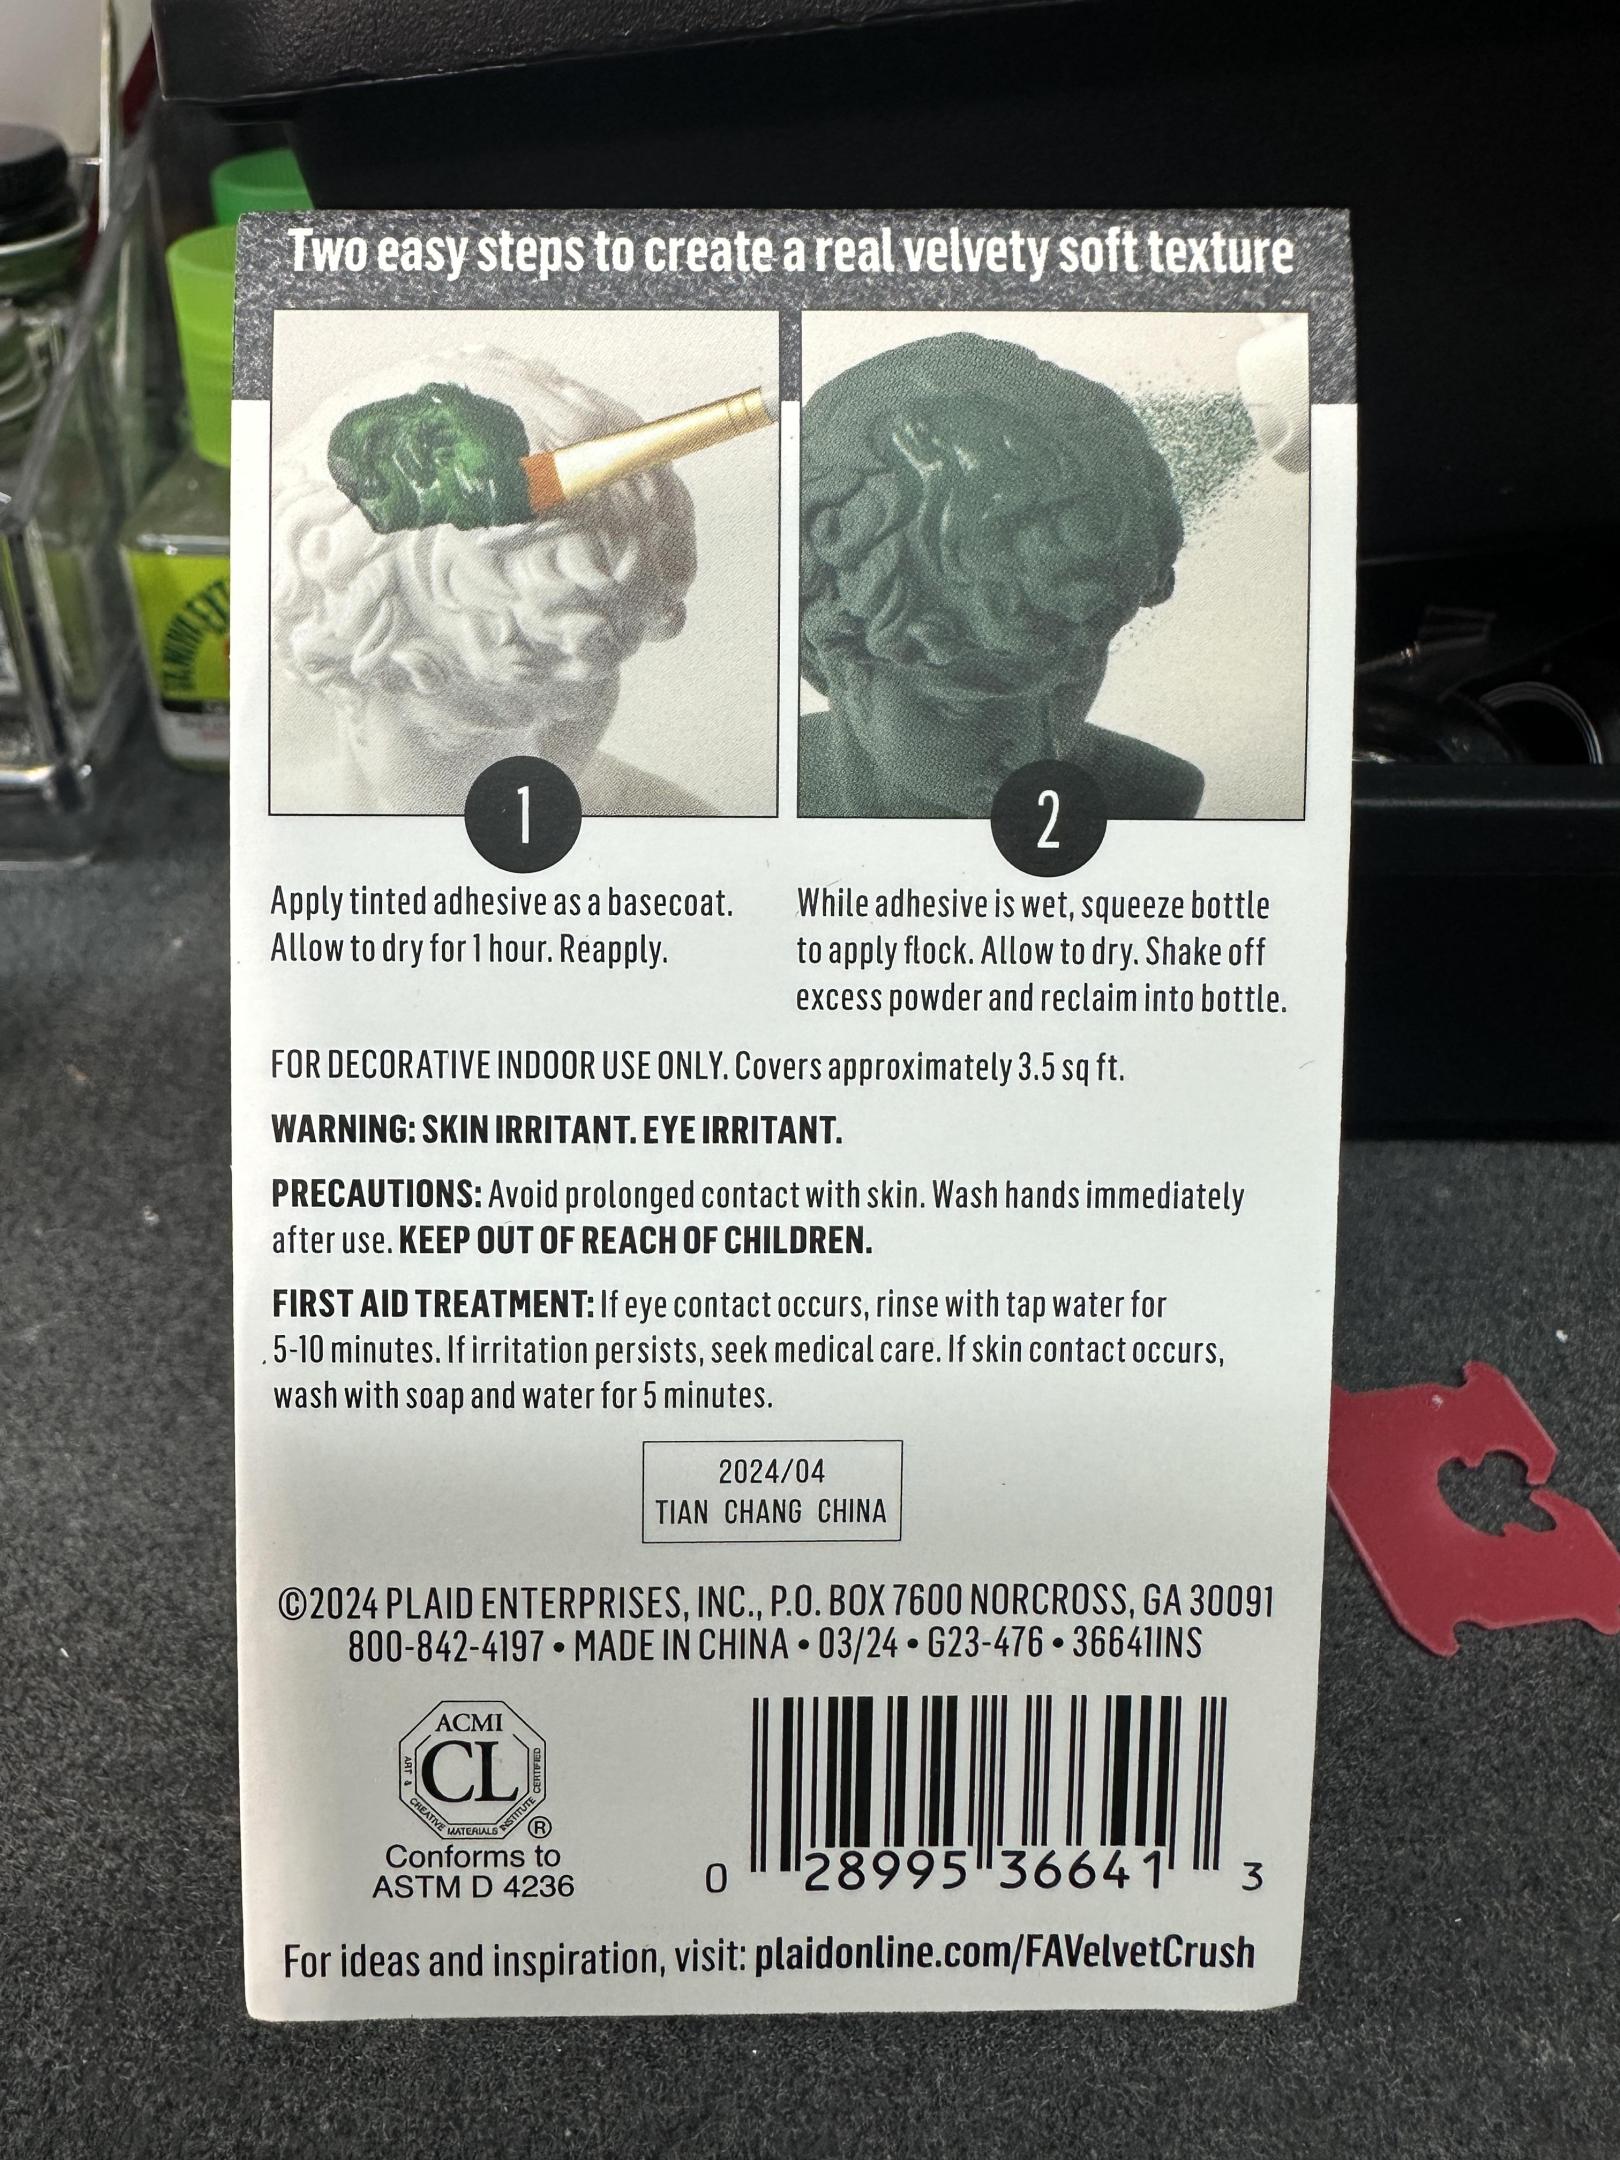 Two easy steps to create a real velvety soft texture
1
Apply tinted adhesive as a basecoat.
Allow to dry for 1 hour. Reapply.
2
While adhesive is wet, squeeze bottle
to apply flock. Allow to dry. Shake off
excess powder and reclaim into bottle.
FOR DECORATIVE INDOOR USE ONLY. Covers approximately 3.5 sq ft.
WARNING: SKIN IRRITANT. EYE IRRITANT.
PRECAUTIONS: Avoid prolonged contact with skin. Wash hands immediately
after use. KEEP OUT OF REACH OF CHILDREN.
FIRST AID TREATMENT: If eye contact occurs, rinse with tap water for
5-10 minutes. If irritation persists, seek medical care. If skin contact occurs,
wash with soap and water for 5 minutes.
2024/04
TIAN CHANG CHINA
©2024 PLAID ENTERPRISES, INC., P.O. BOX 7600 NORCROSS, GA 30091
800-842-4197 • MADE IN CHINA • 03/24 • G23-476 • 36641INS
ACMI
CL
ART & CREATIVE MATERIALS INSTITUTE CERTIFIED
®
Conforms to
ASTM D 4236
0 28995 36641 3
For ideas and inspiration, visit: plaidonline.com/FAVelvetCrush